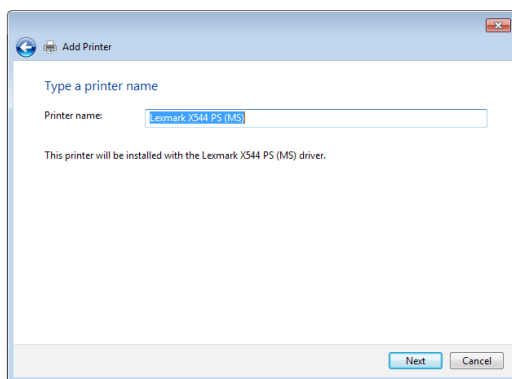 Add Printer
Type a printer name
Printer name: Lexmark X544 PS (MS)
This printer will be installed with the Lexmark X544 PS (MS) driver.
Next Cancel